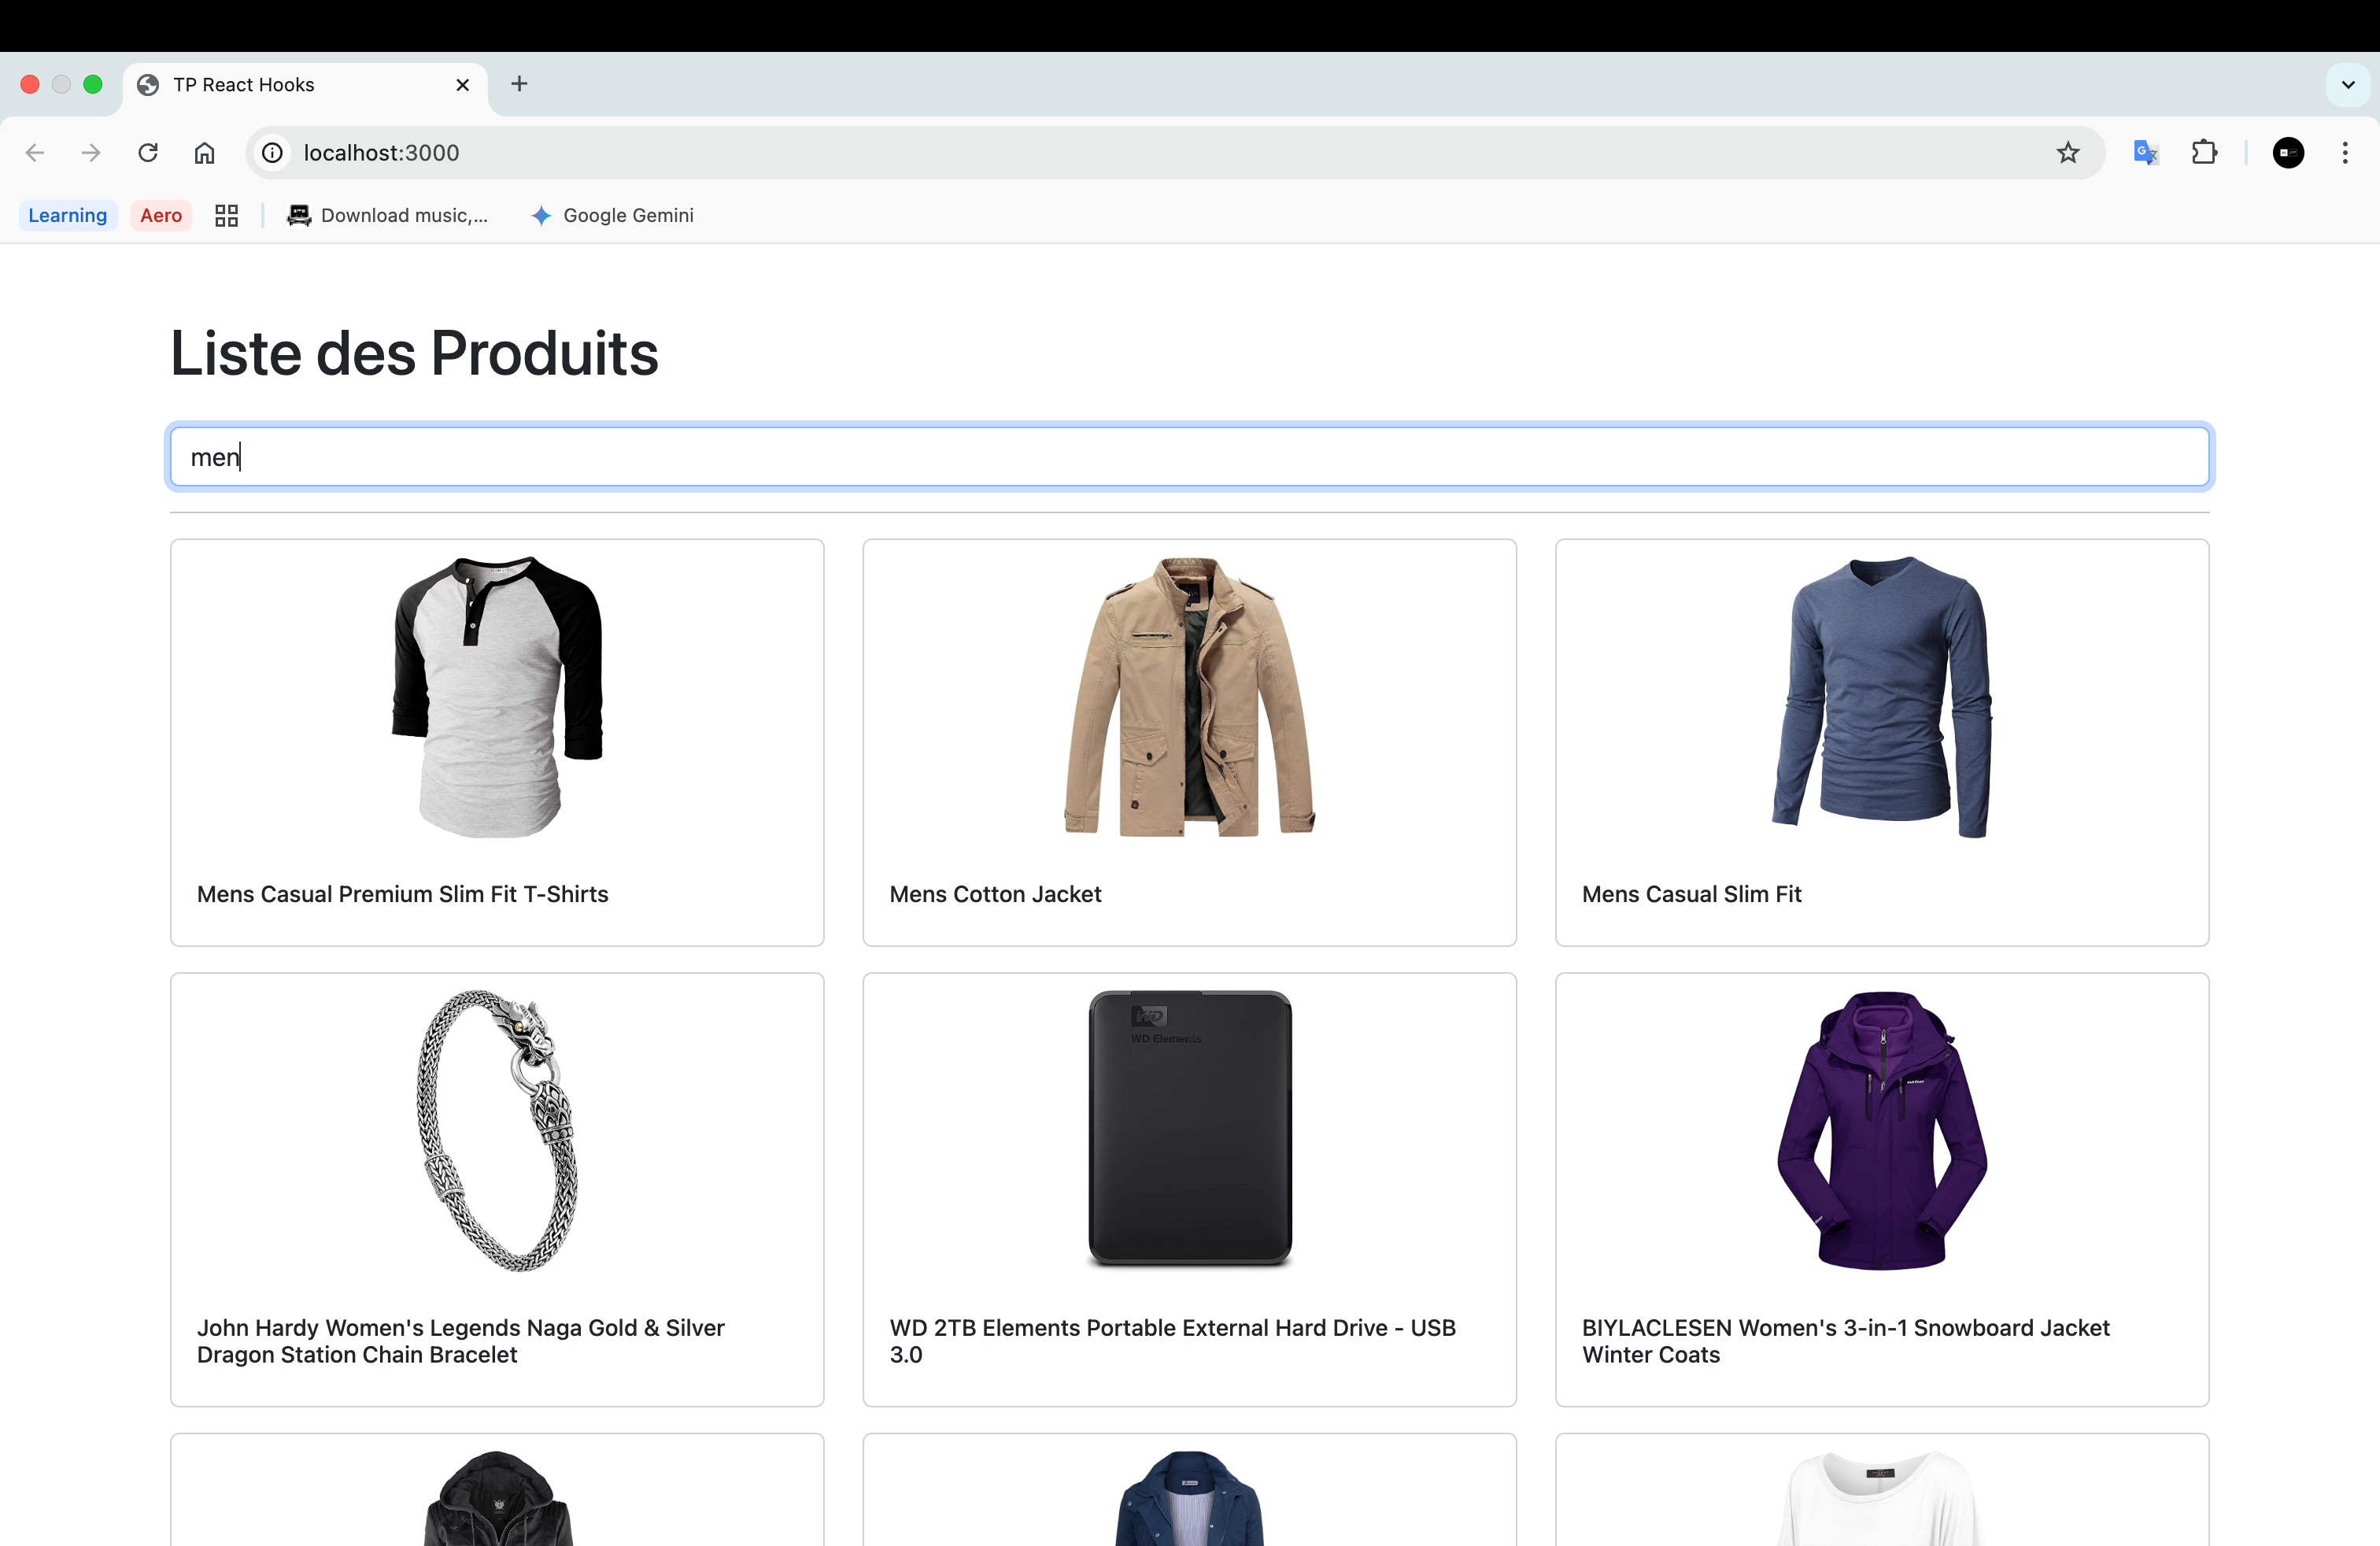 TP React Hooks
localhost:3000
Learning
Aero
Download music,...
Google Gemini
Liste des Produits
men
Mens Casual Premium Slim Fit T-Shirts
Mens Cotton Jacket
Mens Casual Slim Fit
WD
WD Elements
John Hardy Women's Legends Naga Gold & Silver
Dragon Station Chain Bracelet
WD 2TB Elements Portable External Hard Drive - USB
3.0
BIYLACLESEN Women's 3-in-1 Snowboard Jacket
Winter Coats